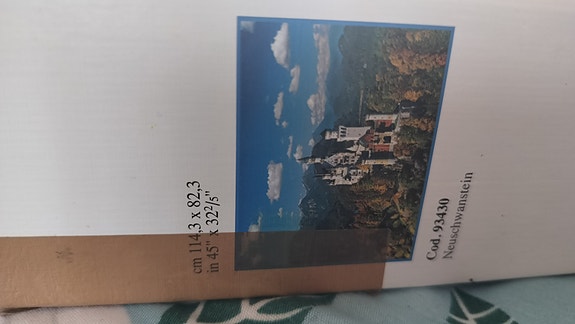 cm 114,3 x 82,3
in 45" x 32²/₅"
Cod. 93430
Neuschwanstein